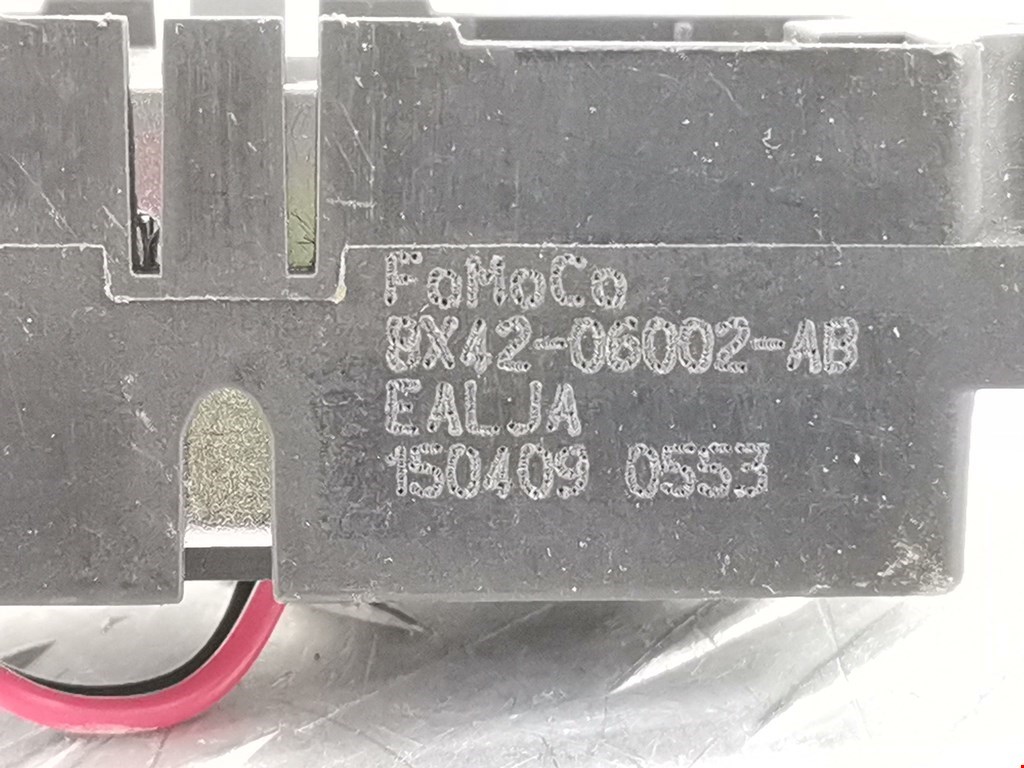 FoMoCo
8X42-06002-AB
EALJA
150409 0553